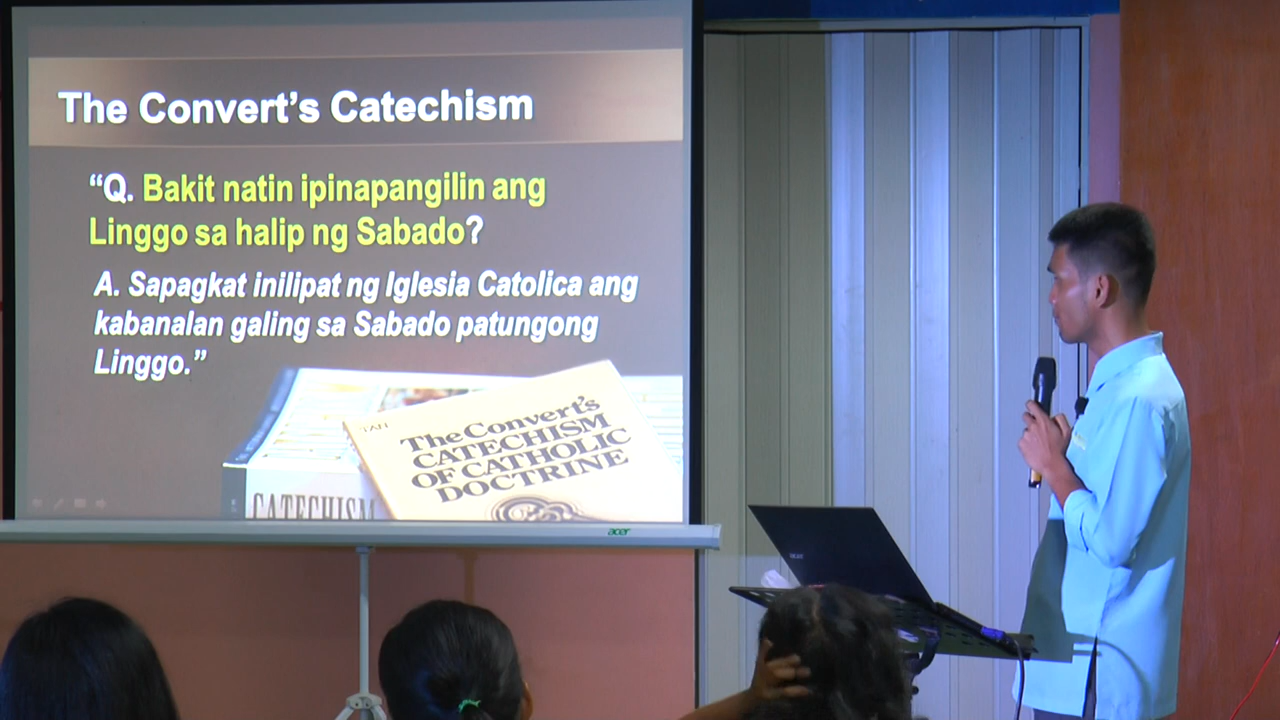 The Convert's Catechism
“Q. Bakit natin ipinapangilin ang
Linggo sa halip ng Sabado?
A. Sapagkat inilipat ng Iglesia Catolica ang
kabanalan galing sa Sabado patungong
Linggo.”
TAN
The Convert's
CATECHISM
OF CATHOLIC
DOCTRINE
CATECHISM
acer